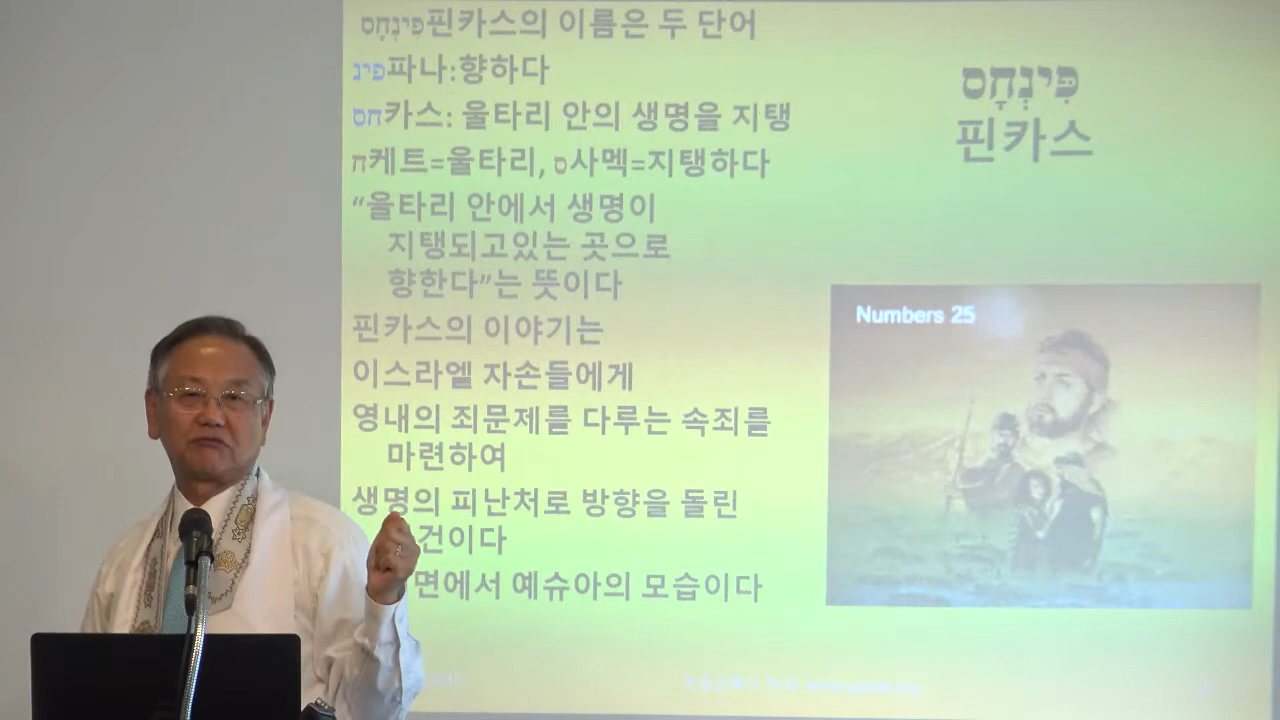 פִּינְחָס핀카스의 이름은 두 단어
פינ파나:향하다
חס카스: 울타리 안의 생명을 지탱
ח케트=울타리, ס사멕=지탱하다
“울타리 안에서 생명이
지탱되고있는 곳으로
향한다”는 뜻이다
핀카스의 이야기는
이스라엘 자손들에게
영내의 죄문제를 다루는 속죄를
마련하여
생명의 피난처로 방향을 돌린
건이다
면에서 예슈아의 모습이다
פִּינְחָס
핀카스
Numbers 25